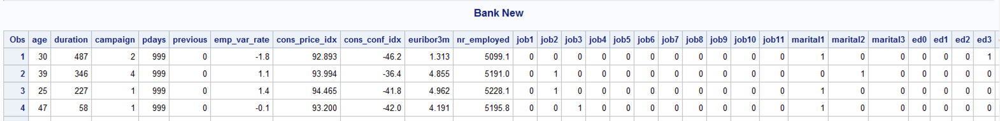 Bank New
Obs age duration campaign pdays previous emp_var_rate cons_price_idx cons_conf_idx euribor3m nr_employed job1 job2 job3 job4 job5 job6 job7 job8 job9 job10 job11 marital1 marital2 marital3 ed0 ed1 ed2 ed3
1 30 487 2 999 0 -1.8 92.893 -46.2 1.313 5099.1 0 0 0 0 0 0 0 0 0 0 0 1 0 0 0 0 0 1
2 39 346 4 999 0 1.1 93.994 -36.4 4.855 5191.0 0 1 0 0 0 0 0 0 0 0 0 0 1 0 0 0 0 0
3 25 227 1 999 0 1.4 94.465 -41.8 4.962 5228.1 0 1 0 0 0 0 0 0 0 0 0 1 0 0 0 0 0 0
4 47 58 1 999 0 -0.1 93.200 -42.0 4.191 5195.8 0 0 1 0 0 0 0 0 0 0 0 1 0 0 0 0 0 0